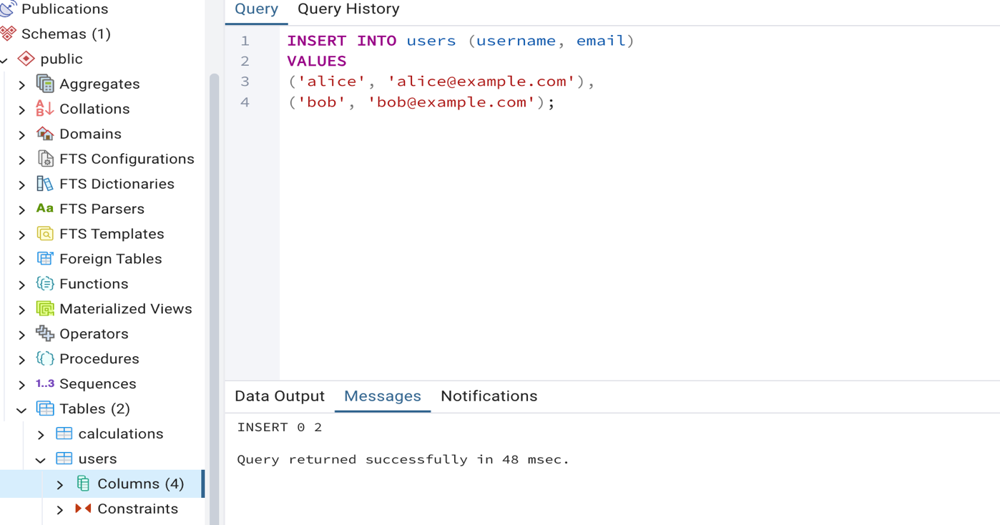 Publications
Schemas (1)
public
Aggregates
Collations
Domains
FTS Configurations
FTS Dictionaries
Aa FTS Parsers
FTS Templates
Foreign Tables
Functions
Materialized Views
Operators
Procedures
1..3 Sequences
Tables (2)
calculations
users
Columns (4)
Constraints
Query Query History
1 INSERT INTO users (username, email)
2 VALUES
3 ('alice', 'alice@example.com'),
4 ('bob', 'bob@example.com');
Data Output Messages Notifications
INSERT 0 2
Query returned successfully in 48 msec.